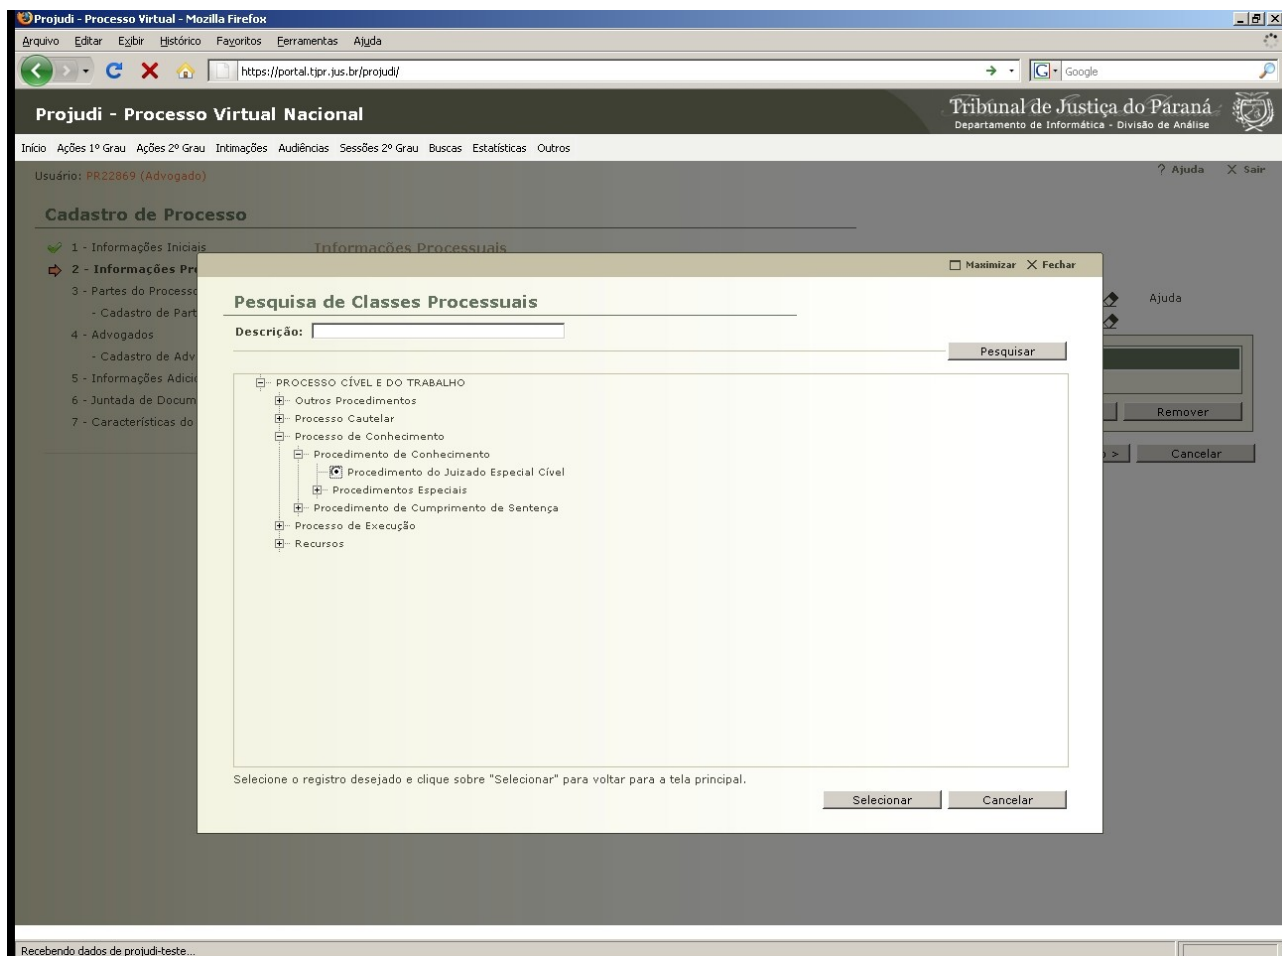 Projudi - Processo Virtual - Mozilla Firefox
Arquivo Editar Exibir Histórico Favoritos Ferramentas Ajuda
https://portal.tjpr.jus.br/projudi/
G Google
Projudi - Processo Virtual Nacional
Tribunal de Justiça do Paraná
Departamento de Informática - Divisão de Análise
Início Ações 1º Grau Ações 2º Grau Intimações Audiências Sessões 2º Grau Buscas Estatísticas Outros
Usuário: PR22869 (Advogado)
? Ajuda X Sair
Cadastro de Processo
1 - Informações Iniciais
Informações Processuais
2 - Informações Pr
Maximizar Fechar
3 - Partes do Processo
Pesquisa de Classes Processuais
Ajuda
- Cadastro de Part
4 - Advogados
Descrição:
- Cadastro de Adv
Pesquisar
5 - Informações Adici
PROCESSO CÍVEL E DO TRABALHO
6 - Juntada de Docum
Outros Procedimentos
Remover
7 - Características do
Processo Cautelar
Processo de Conhecimento
Procedimento de Conhecimento
>
Cancelar
Procedimento do Juizado Especial Cível
Procedimentos Especiais
Procedimento de Cumprimento de Sentença
Processo de Execução
Recursos
Selecione o registro desejado e clique sobre "Selecionar" para voltar para a tela principal.
Selecionar Cancelar
Recebendo dados de projudi-teste...